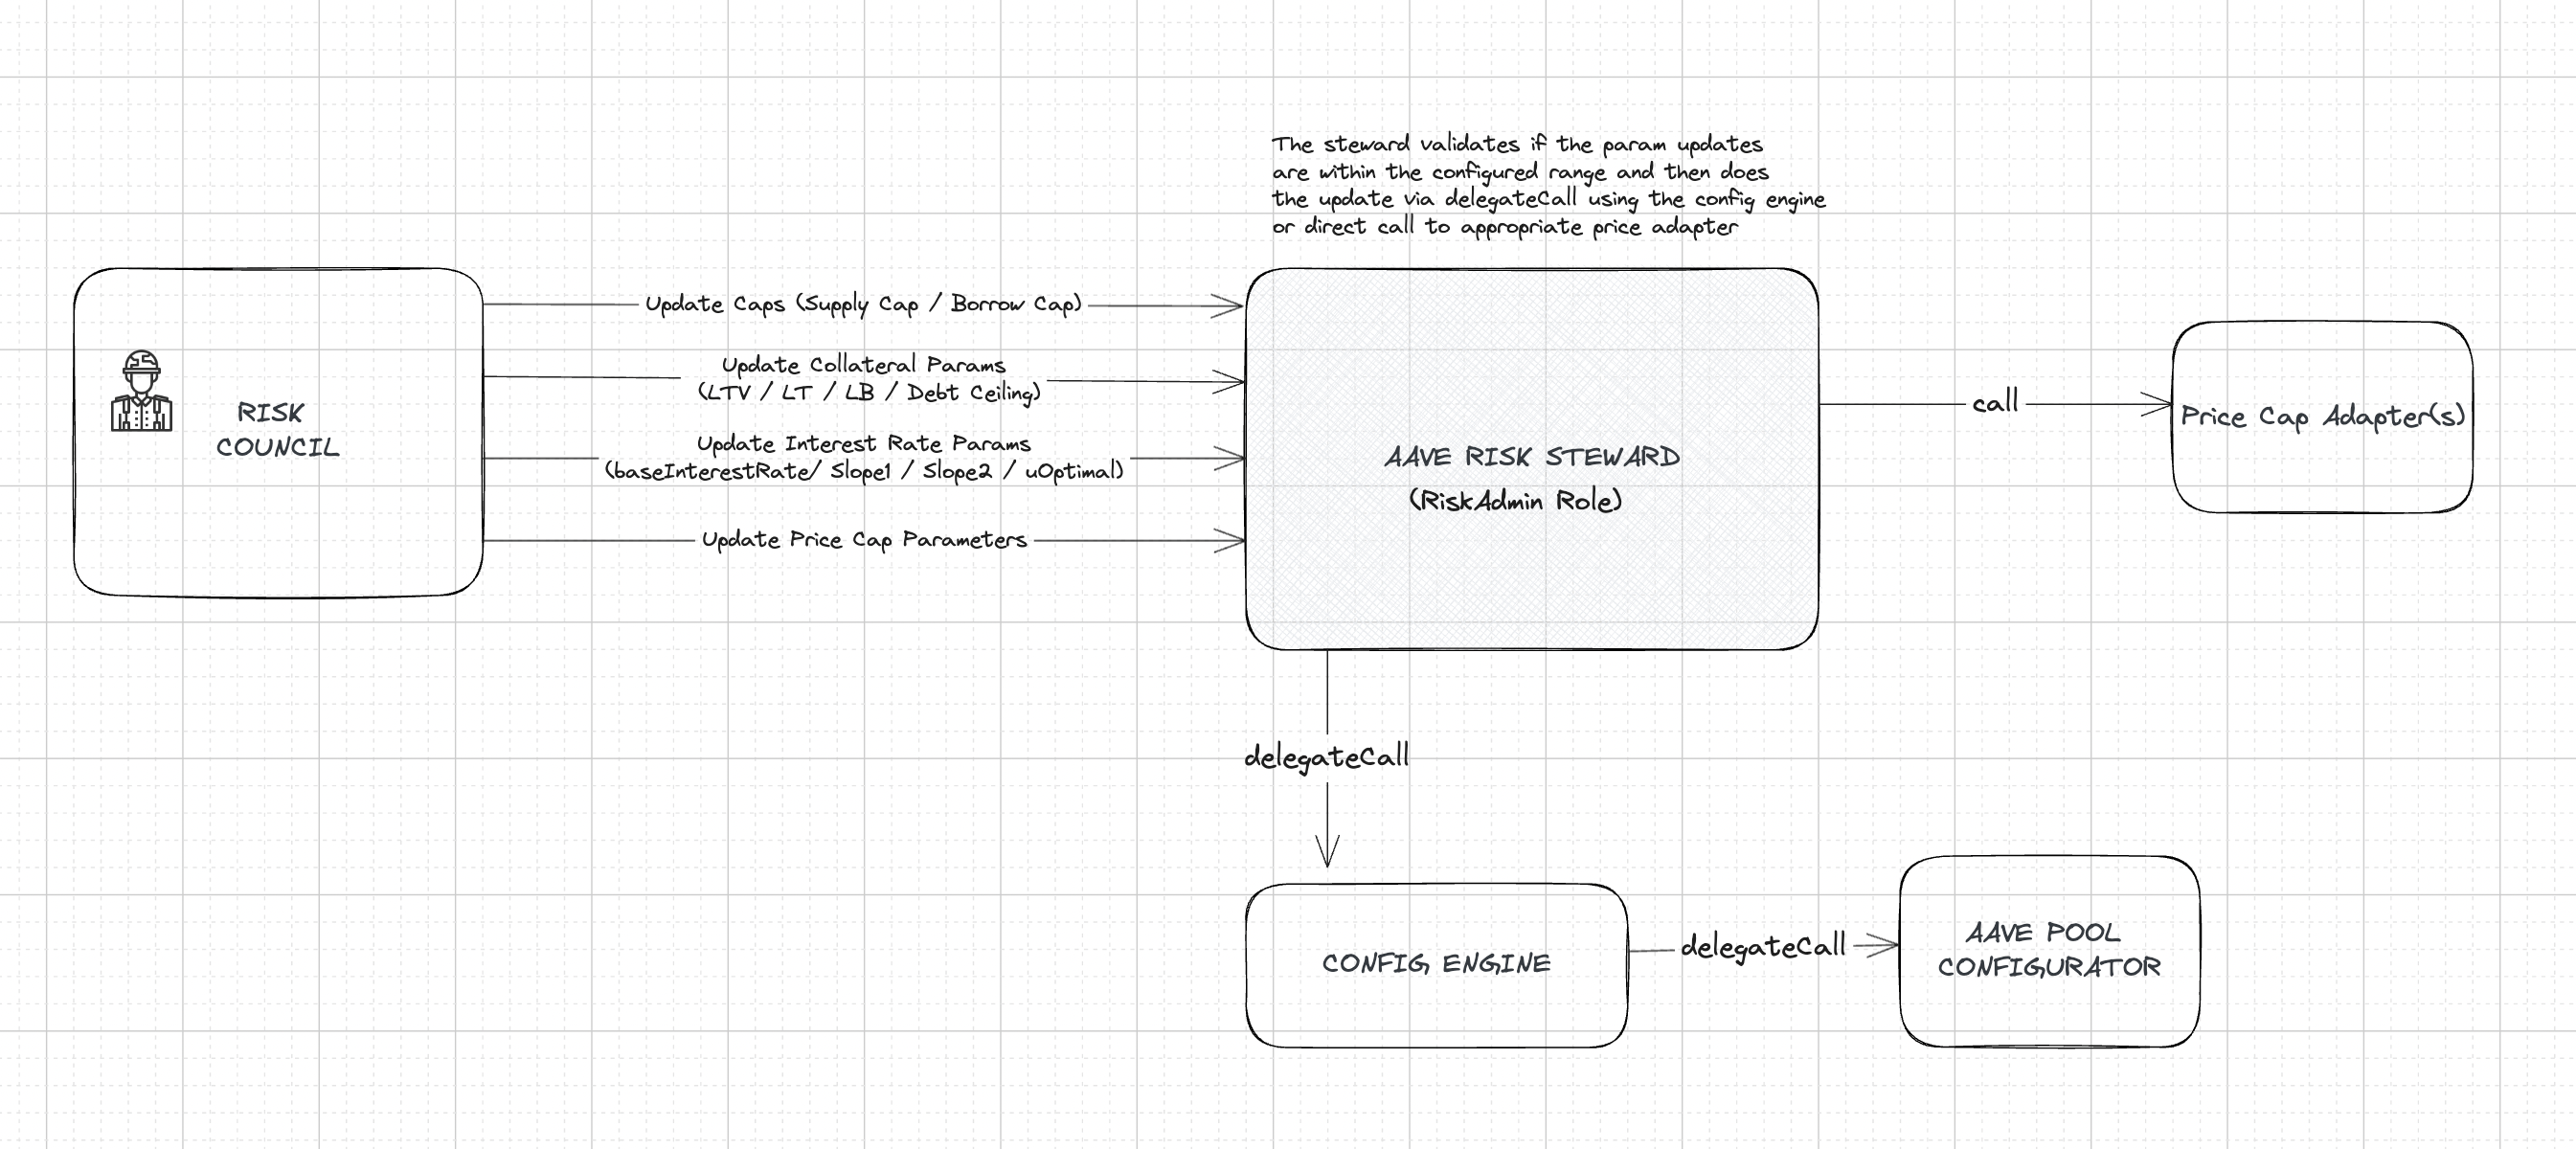 The steward validates if the param updates
are within the configured range and then does
the update via delegateCall using the config engine
or direct call to appropriate price adapter
RISK
COUNCIL
Update Caps (Supply Cap / Borrow Cap)
Update Collateral Params
(LTV / LT / LB / Debt Ceiling)
Update Interest Rate Params
(baseInterestRate/ Slope1 / Slope2 / uOptimal)
Update Price Cap Parameters
AAVE RISK STEWARD
(RiskAdmin Role)
call
Price Cap Adapter(s)
delegateCall
CONFIG ENGINE
delegateCall
AAVE POOL
CONFIGURATOR